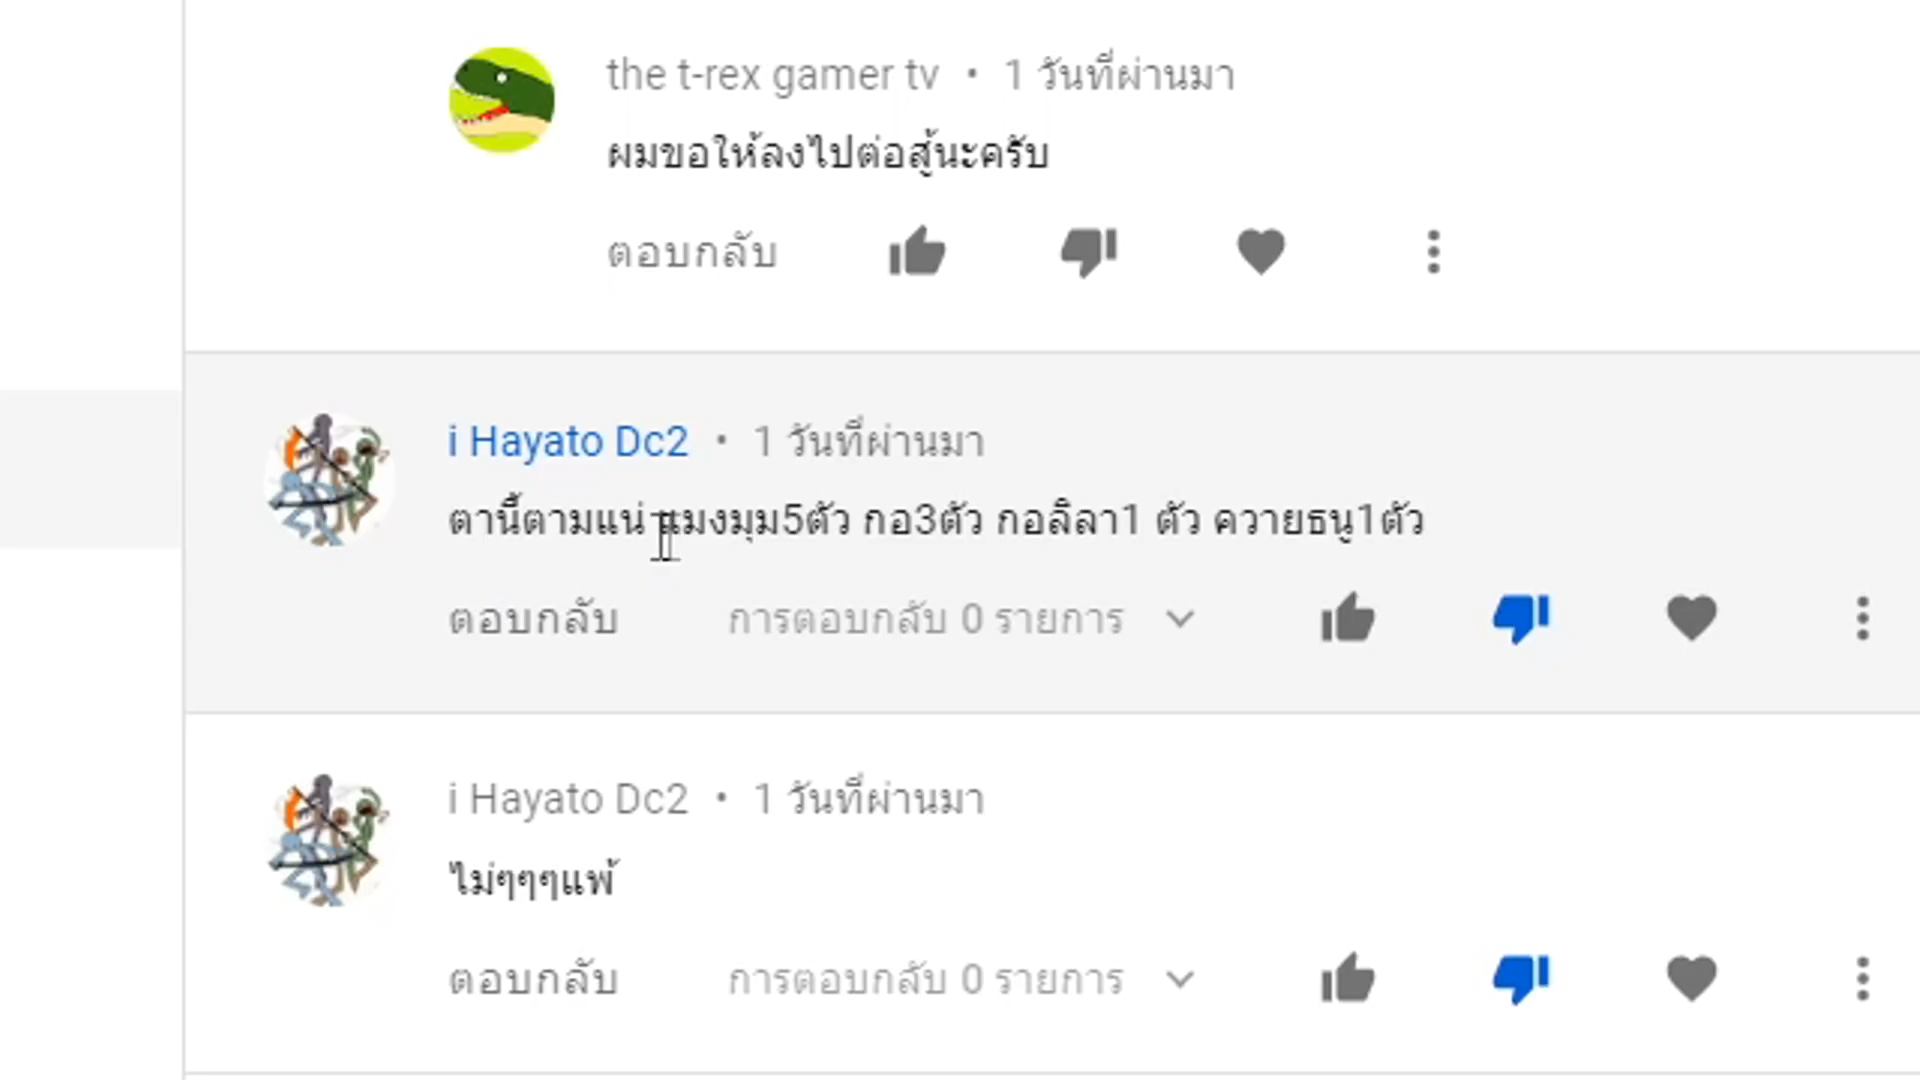 the t-rex gamer tv • 1 วันที่ผ่านมา
ผมขอให้ลงไปต่อสู้นะครับ
ตอบกลับ
i Hayato Dc2 • 1 วันที่ผ่านมา
ตานี้ตามแน่ แมงมุม5ตัว กอ3ตัว กอลิลา1 ตัว ควายธนู1ตัว
ตอบกลับ การตอบกลับ 0 รายการ
i Hayato Dc2 • 1 วันที่ผ่านมา
ไม่ๆๆๆแพ้
ตอบกลับ การตอบกลับ 0 รายการ